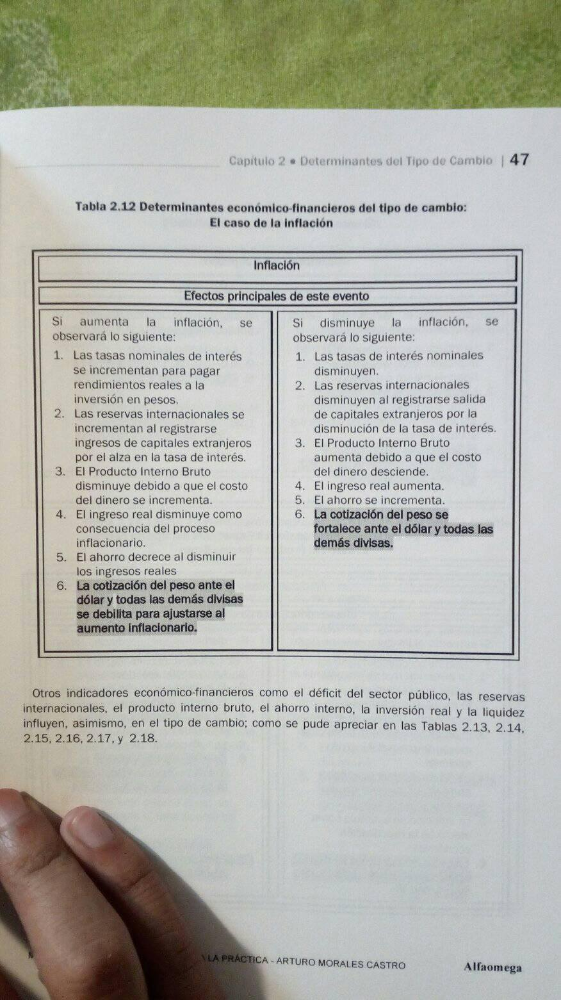 Capítulo 2 • Determinantes del Tipo de Cambio | 47
Tabla 2.12 Determinantes económico-financieros del tipo de cambio:
El caso de la inflación
Inflación
Efectos principales de este evento
Si aumenta la inflación, se
observará lo siguiente:
1. Las tasas nominales de interés
se incrementan para pagar
rendimientos reales a la
inversión en pesos.
2. Las reservas internacionales se
incrementan al registrarse
ingresos de capitales extranjeros
por el alza en la tasa de interés.
3. El Producto Interno Bruto
disminuye debido a que el costo
del dinero se incrementa.
4. El ingreso real disminuye como
consecuencia del proceso
inflacionario.
5. El ahorro decrece al disminuir
los ingresos reales
6. La cotización del peso ante el
dólar y todas las demás divisas
se debilita para ajustarse al
aumento inflacionario.
Si disminuye la inflación, se
observará lo siguiente:
1. Las tasas de interés nominales
disminuyen.
2. Las reservas internacionales
disminuyen al registrarse salida
de capitales extranjeros por la
disminución de la tasa de interés.
3. El Producto Interno Bruto
aumenta debido a que el costo
del dinero desciende.
4. El ingreso real aumenta.
5. El ahorro se incrementa.
6. La cotización del peso se
fortalece ante el dólar y todas las
demás divisas.
Otros indicadores económico-financieros como el déficit del sector público, las reservas
internacionales, el producto interno bruto, el ahorro interno, la inversión real y la liquidez
influyen, asimismo, en el tipo de cambio; como se pude apreciar en las Tablas 2.13, 2.14,
2.15, 2.16, 2.17, y 2.18.
LA PRÁCTICA - ARTURO MORALES CASTRO
Alfaomega